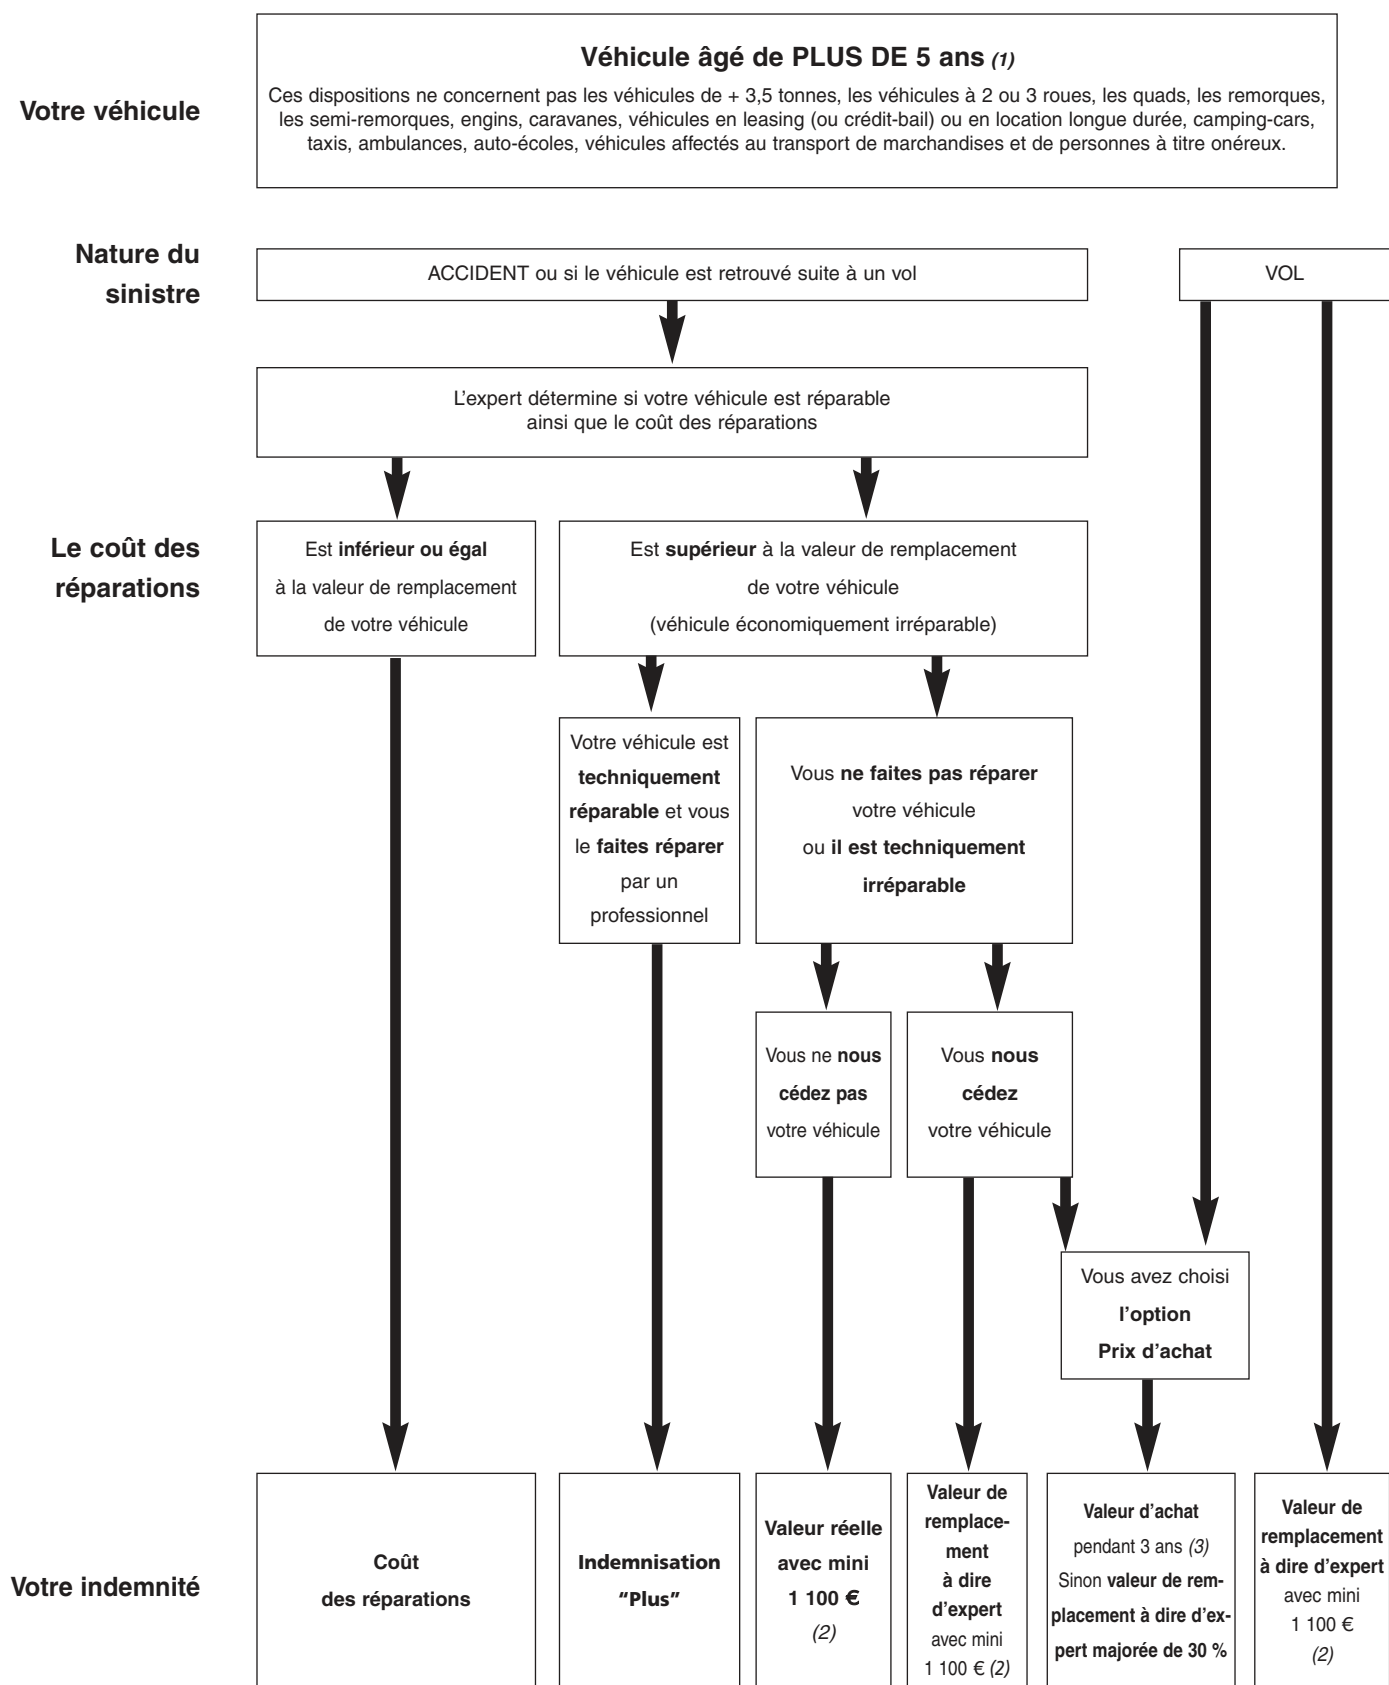 Votre véhicule
Véhicule âgé de PLUS DE 5 ans (1)
Ces dispositions ne concernent pas les véhicules de + 3,5 tonnes, les véhicules à 2 ou 3 roues, les quads, les remorques,
les semi-remorques, engins, caravanes, véhicules en leasing (ou crédit-bail) ou en location longue durée, camping-cars,
taxis, ambulances, auto-écoles, véhicules affectés au transport de marchandises et de personnes à titre onéreux.
Nature du
sinistre
ACCIDENT ou si le véhicule est retrouvé suite à un vol
VOL
L'expert détermine si votre véhicule est réparable
ainsi que le coût des réparations
Le coût des
réparations
Est inférieur ou égal
à la valeur de remplacement
de votre véhicule
Est supérieur à la valeur de remplacement
de votre véhicule
(véhicule économiquement irréparable)
Votre véhicule est
techniquement
réparable et vous
le faites réparer
par un
professionnel
Vous ne faites pas réparer
votre véhicule
ou il est techniquement
irréparable
Vous ne nous
cédez pas
votre véhicule
Vous nous
cédez
votre véhicule
Vous avez choisi
l'option
Prix d'achat
Votre indemnité
Coût
des réparations
Indemnisation
"Plus"
Valeur réelle
avec mini
1 100 €
(2)
Valeur de
remplace-
ment
à dire
d'expert
avec mini
1 100 € (2)
Valeur d'achat
pendant 3 ans (3)
Sinon valeur de rem-
placement à dire d'ex-
pert majorée de 30 %
Valeur de
remplacement
à dire d'expert
avec mini
1 100 €
(2)